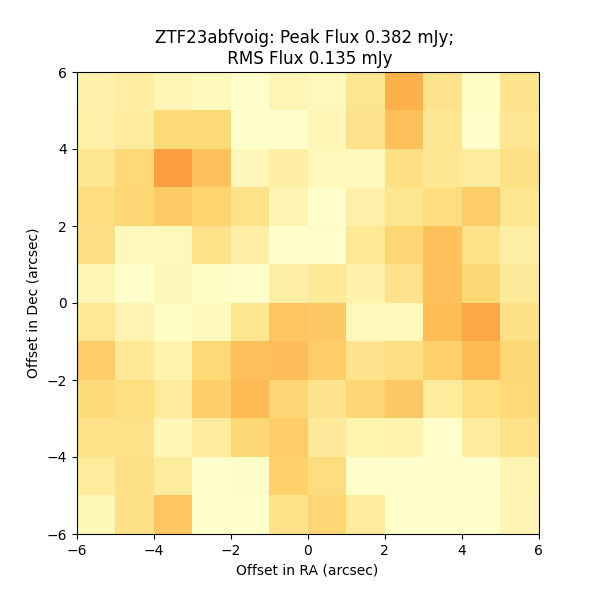 ZTF23abfvoig: Peak Flux 0.382 mJy;
RMS Flux 0.135 mJy
6
4
2
0
−2
−4
−6
Offset in Dec (arcsec)
−6 −4 −2 0 2 4 6
Offset in RA (arcsec)